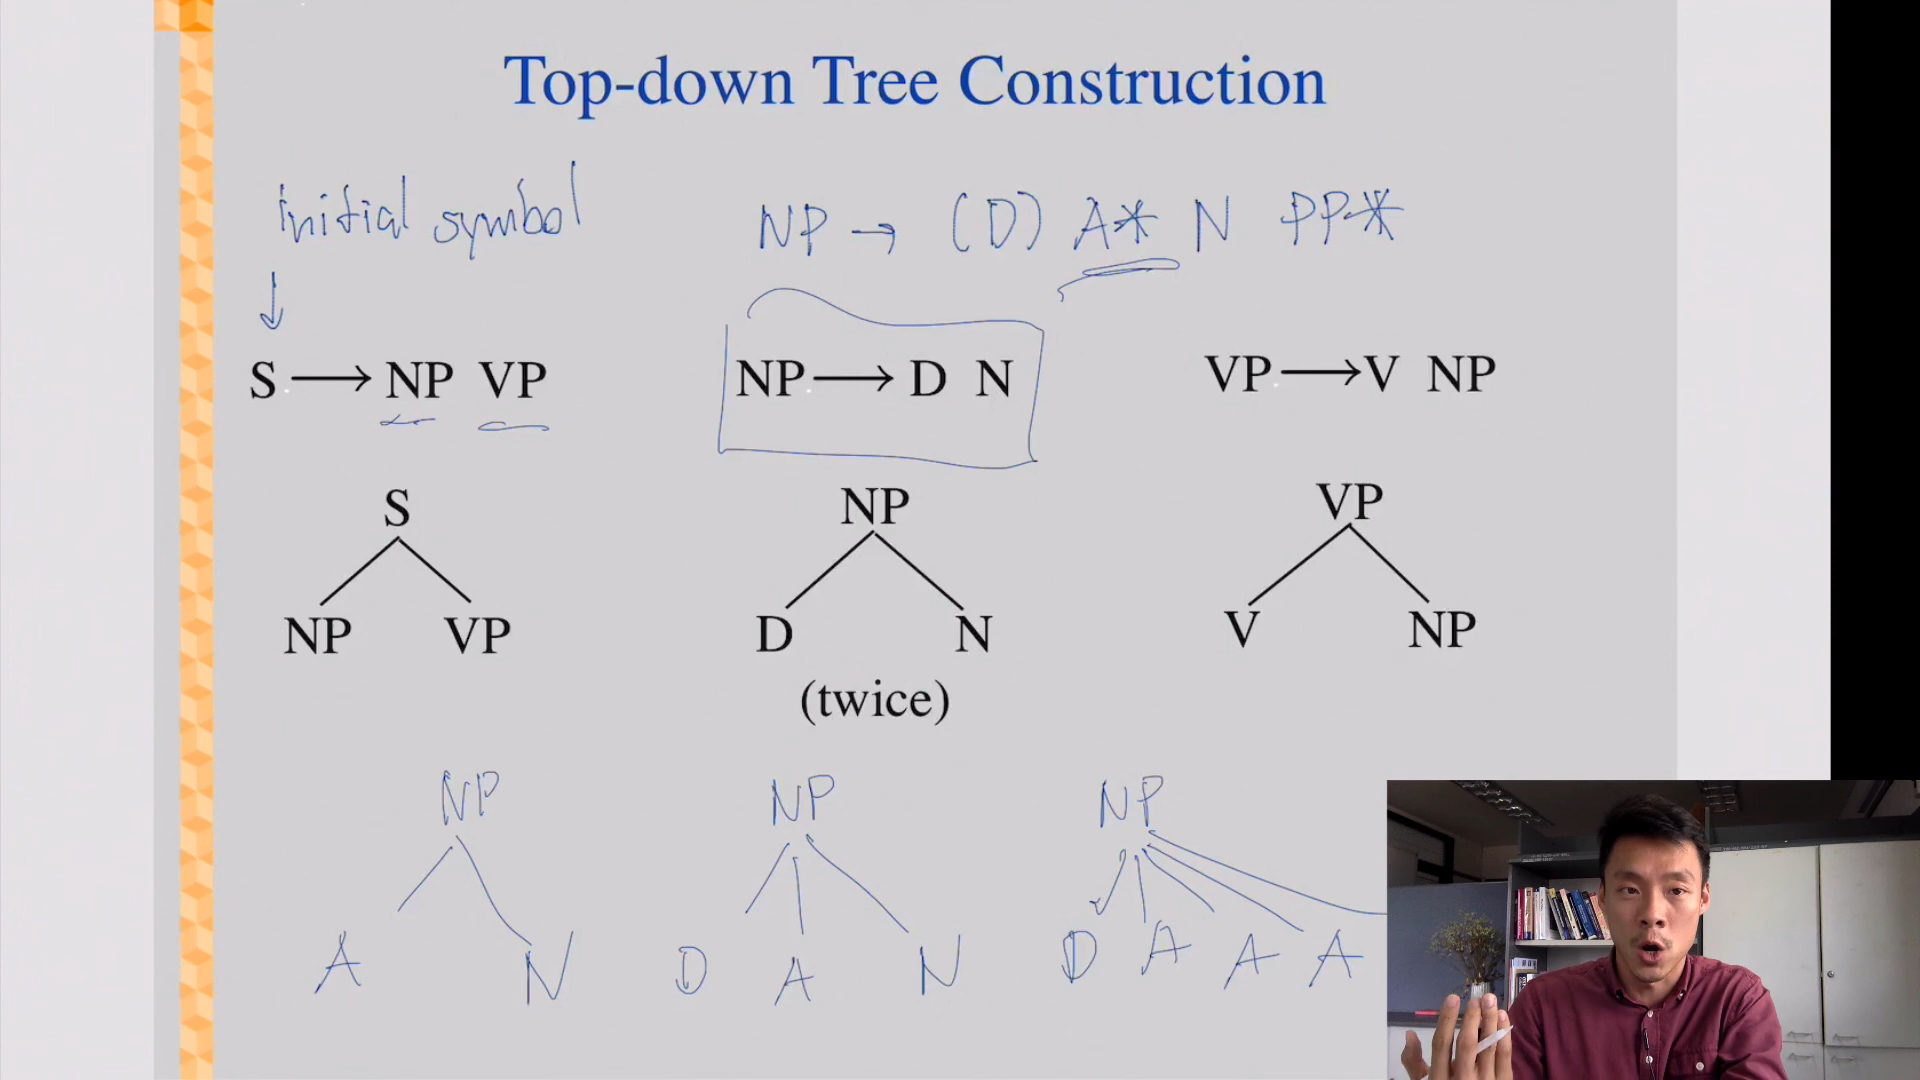 Top-down Tree Construction
initial symbol
NP → (D) A* N PP*
↓
S → NP VP
NP → D N
VP → V NP
S
NP VP
NP
D N
(twice)
VP
V NP
NP
A N
NP
D A N
NP
D A A A